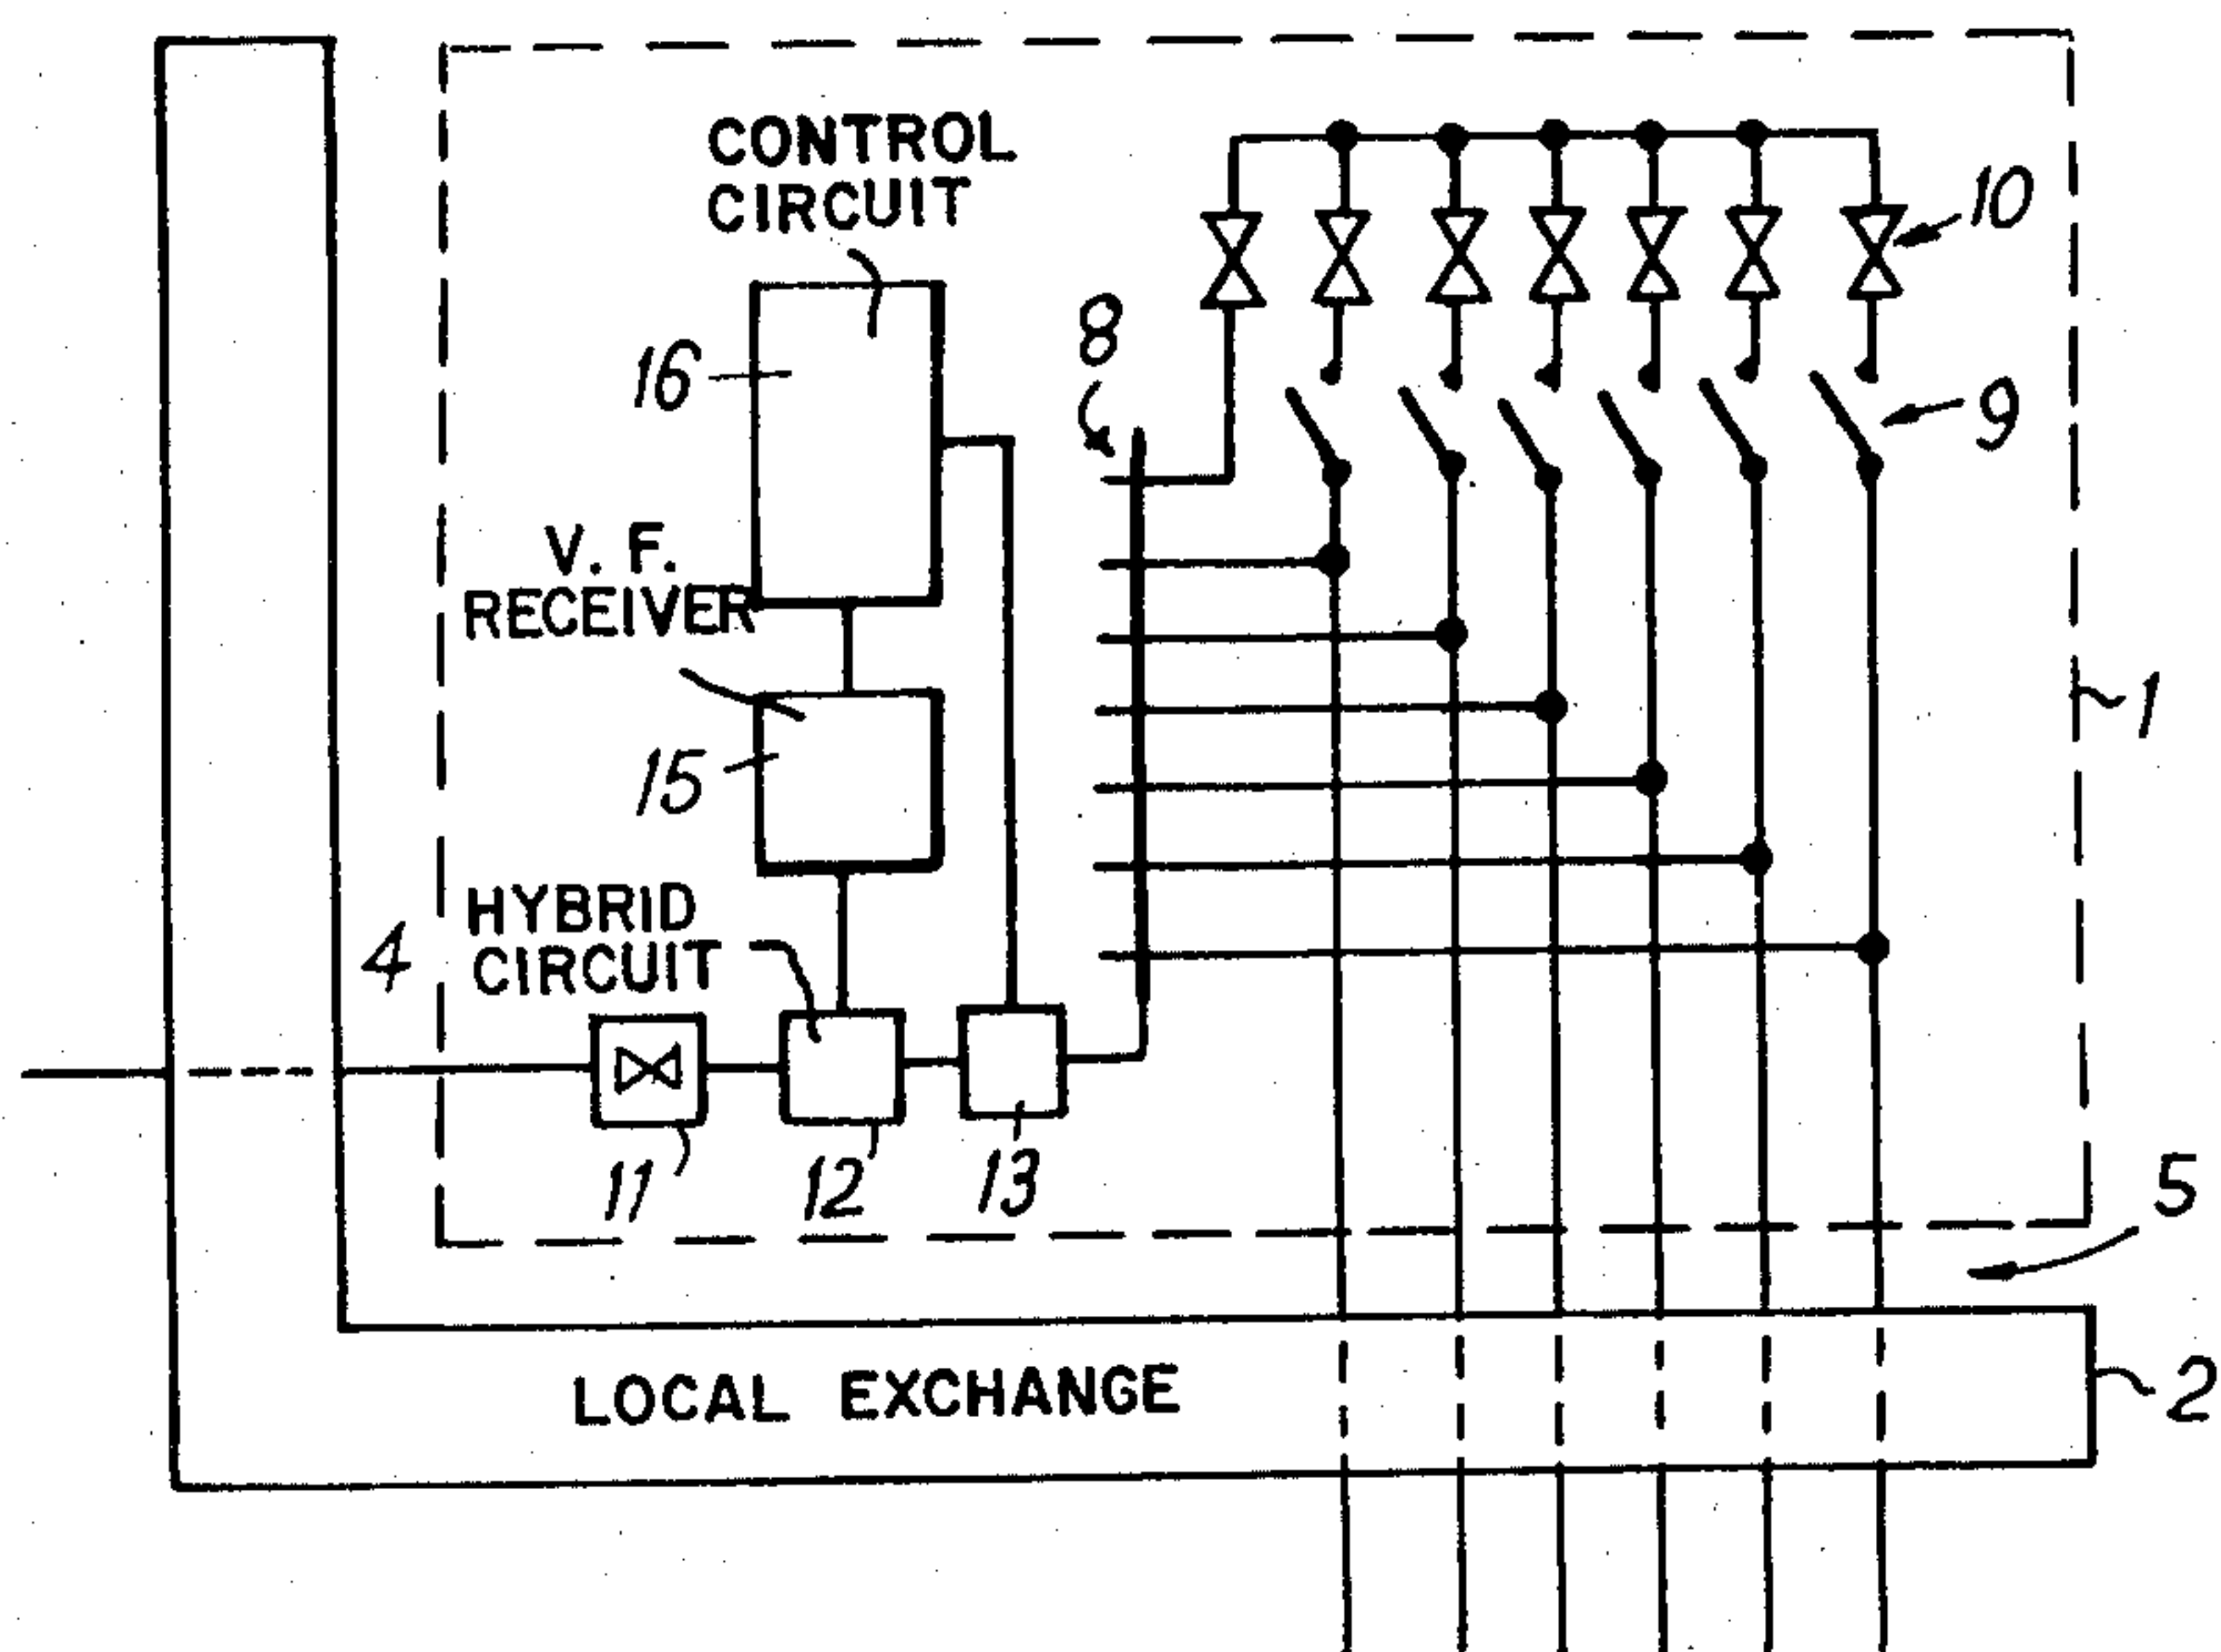 CONTROL
CIRCUIT
10
8
16
9
V. F.
RECEIVER
1
15
HYBRID
CIRCUIT
4
11
12
13
5
LOCAL EXCHANGE
2